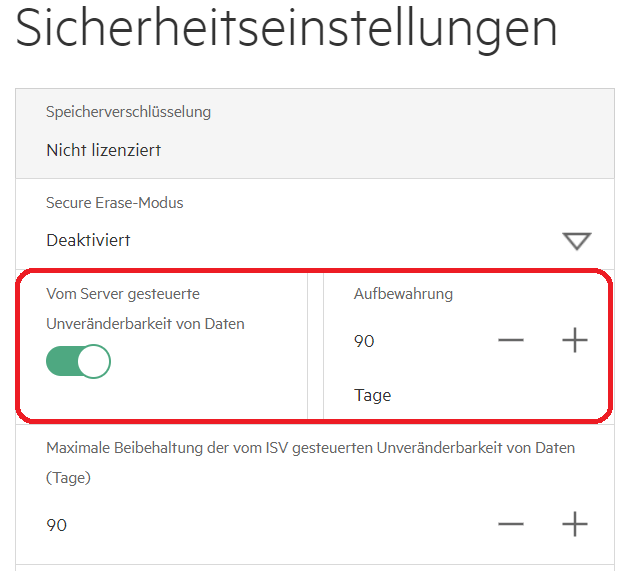 Sicherheitseinstellungen
Speicherverschlüsselung
Nicht lizenziert
Secure Erase-Modus
Deaktiviert
Vom Server gesteuerte
Unveränderbarkeit von Daten
Aufbewahrung
90
Tage
Maximale Beibehaltung der vom ISV gesteuerten Unveränderbarkeit von Daten
(Tage)
90